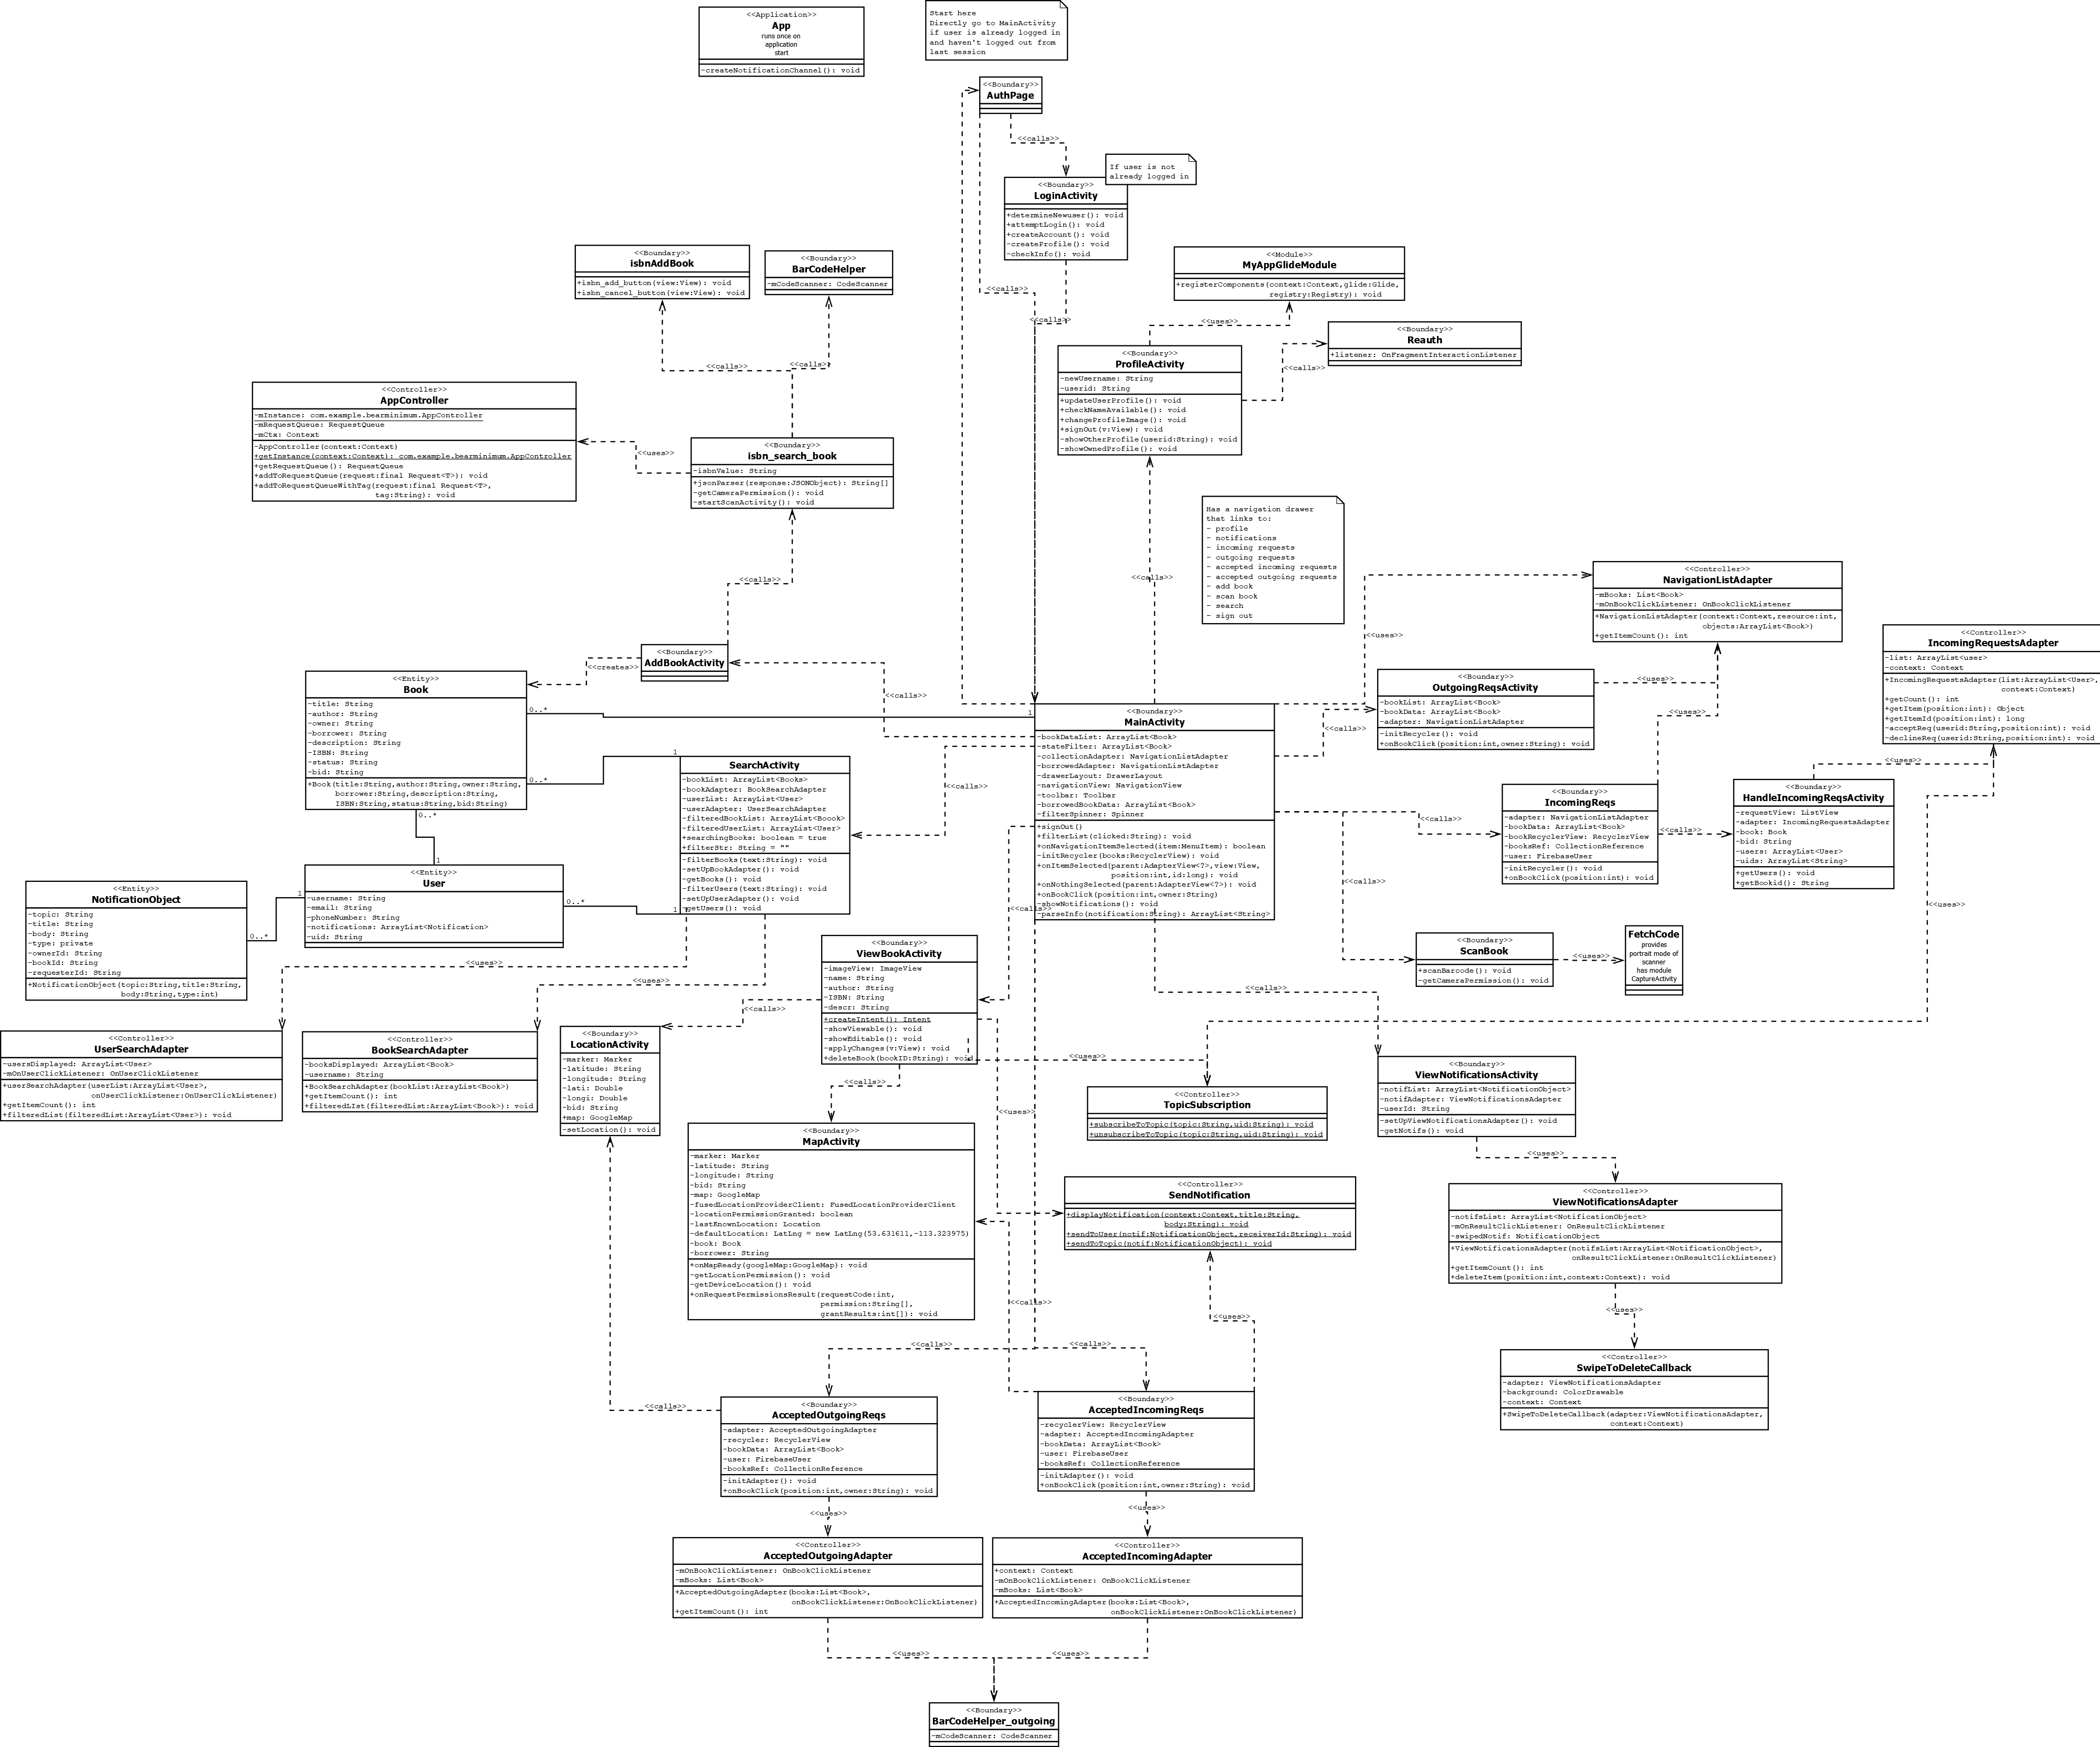 <<Application>>
App
runs once on
application
start
-createNotificationChannel(): void
Start here
Directly go to MainActivity
if user is already logged in
and haven't logged out from
last session
<<Boundary>>
AuthPage
<<calls>>
If user is not
already logged in
<<Boundary>>
LoginActivity
+determineNewuser(): void
+attemptLogin(): void
+createAccount(): void
-createProfile(): void
-checkInfo(): void
<<calls>>
<<calls>>
<<Boundary>>
isbnAddBook
+isbn_add_button(view:View): void
+isbn_cancel_button(view:View): void
<<Boundary>>
BarCodeHelper
-mCodeScanner: CodeScanner
<<calls>>
<<calls>>
<<Module>>
MyAppGlideModule
+registerComponents(context:Context,glide:Glide,
registry:Registry): void
<<uses>>
<<Boundary>>
Reauth
+listener: OnFragmentInteractionListener
<<calls>>
<<Boundary>>
ProfileActivity
-newUsername: String
-userid: String
+updateUserProfile(): void
+checkNameAvailable(): void
+changeProfileImage(): void
+signOut(v:View): void
-showOtherProfile(userid:String): void
-showOwnedProfile(): void
<<calls>>
<<Controller>>
AppController
-mInstance: com.example.bearminimum.AppController
-mRequestQueue: RequestQueue
-mCtx: Context
-AppController(context:Context)
+getInstance(context:Context): com.example.bearminimum.AppController
+getRequestQueue(): RequestQueue
+addToRequestQueue(request:final Request<T>): void
+addToRequestQueueWithTag(request:final Request<T>,
tag:String): void
<<uses>>
<<Boundary>>
isbn_search_book
-isbnValue: String
+jsonParser(response:JSONObject): String[]
-getCameraPermission(): void
-startScanActivity(): void
<<calls>>
Has a navigation drawer
that links to:
- profile
- notifications
- incoming requests
- outgoing requests
- accepted incoming requests
- accepted outgoing requests
- add book
- scan book
- search
- sign out
<<Controller>>
NavigationListAdapter
-mBooks: List<Book>
-mOnBookClickListener: OnBookClickListener
+NavigationListAdapter(context:Context,resource:int,
objects:ArrayList<Book>)
+getItemCount(): int
<<uses>>
<<uses>>
<<uses>>
<<Controller>>
IncomingRequestsAdapter
-list: ArrayList<user>
-context: Context
+IncomingRequestsAdapter(list:ArrayList<User>,
context:Context)
+getCount(): int
+getItem(position:int): Object
+getItemId(position:int): long
-acceptReq(userid:String,position:int): void
-declineReq(userid:String,position:int): void
<<uses>>
<<Boundary>>
AddBookActivity
<<creates>>
<<calls>>
<<Entity>>
Book
-title: String
-author: String
-owner: String
-borrower: String
-description: String
-ISBN: String
-status: String
-bid: String
+Book(title:String,author:String,owner:String,
borrower:String,description:String,
ISBN:String,status:String,bid:String)
0..*
1
0..*
1
0..*
1
<<Boundary>>
OutgoingReqsActivity
-bookList: ArrayList<Book>
-bookData: ArrayList<Book>
-adapter: NavigationListAdapter
-initRecycler(): void
+onBookClick(position:int,owner:String): void
<<calls>>
<<Boundary>>
MainActivity
-bookDataList: ArrayList<Book>
-stateFilter: ArrayList<Book>
-collectionAdapter: NavigationListAdapter
-borrowedAdapter: NavigationListAdapter
-drawerLayout: DrawerLayout
-navigationView: NavigationView
-toolbar: Toolbar
-borrowedBookData: ArrayList<Book>
-filterSpinner: Spinner
+signOut()
+filterList(clicked:String): void
+onNavigationItemSelected(item:MenuItem): boolean
-initRecycler(books:RecyclerView): void
+onItemSelected(parent:AdapterView<?>,view:View,
position:int,id:long): void
+onNothingSelected(parent:AdapterView<?>): void
+onBookClick(position:int,owner:String)
-showNotifications(): void
-parseInfo(notification:String): ArrayList<String>
<<calls>>
<<Boundary>>
SearchActivity
-bookList: ArrayList<Books>
-bookAdapter: BookSearchAdapter
-userList: ArrayList<User>
-userAdapter: UserSearchAdapter
-filteredBookList: ArrayList<Boook>
-filteredUserList: ArrayList<User>
+searchingBooks: boolean = true
+filterStr: String = ""
-filterBooks(text:String): void
-setUpBookAdapter(): void
-getBooks(): void
-filterUsers(text:String): void
-setUpUserAdapter(): void
-getUsers(): void
<<calls>>
<<Boundary>>
IncomingReqs
-adapter: NavigationListAdapter
-bookData: ArrayList<Book>
-bookRecyclerView: RecyclerView
-booksRef: CollectionReference
-user: FirebaseUser
-initRecycler(): void
+onBookClick(position:int): void
<<calls>>
<<Boundary>>
HandleIncomingReqsActivity
-requestView: ListView
-adapter: IncomingRequestsAdapter
-book: Book
-bid: String
-users: ArrayList<User>
-uids: ArrayList<String>
+getUsers(): void
+getBookid(): String
<<calls>>
<<uses>>
<<Entity>>
User
-username: String
-email: String
-phoneNumber: String
-notifications: ArrayList<Notification>
-uid: String
0..*
1
<<Entity>>
NotificationObject
-topic: String
-title: String
-body: String
-type: private
-ownerId: String
-bookId: String
-requesterId: String
+NotificationObject(topic:String,title:String,
body:String,type:int)
1
0..*
<<uses>>
<<uses>>
<<calls>>
<<Boundary>>
ViewBookActivity
-imageView: ImageView
-name: String
-author: String
-ISBN: String
-descr: String
+createIntent(): Intent
-showViewable(): void
-showEditable(): void
-applyChanges(v:View): void
+deleteBook(bookID:String): void
<<calls>>
<<calls>>
<<uses>>
<<uses>>
<<Boundary>>
ScanBook
+scanBarcode(): void
-getCameraPermission(): void
<<uses>>
FetchCode
provides
portrait mode of
scanner
has module
CaptureActivity
<<calls>>
<<Controller>>
UserSearchAdapter
-usersDisplayed: ArrayList<User>
-mOnUserClickListener: OnUserClickListener
+userSearchAdapter(userList:ArrayList<User>,
onUserClickListener:OnUserClickListener)
+getItemCount(): int
+filteredList(filteredList:ArrayList<User>): void
<<Controller>>
BookSearchAdapter
-booksDisplayed: ArrayList<Book>
-username: String
+BookSearchAdapter(bookList:ArrayList<Book>)
+getItemCount(): int
+filteredLIst(filteredList:ArrayList<Book>): void
<<Boundary>>
LocationActivity
-marker: Marker
-latitude: String
-longitude: String
-lati: Double
-longi: Double
-bid: String
+map: GoogleMap
-setLocation(): void
<<Controller>>
TopicSubscription
+subscribeToTopic(topic:String,uid:String): void
+unsubscribeToTopic(topic:String,uid:String): void
<<Boundary>>
ViewNotificationsActivity
-notifList: ArrayList<NotificationObject>
-notifAdapter: ViewNotificationsAdapter
-userId: String
-setUpViewNotificationsAdapter(): void
-getNotifs(): void
<<uses>>
<<Boundary>>
MapActivity
-marker: Marker
-latitude: String
-longitude: String
-bid: String
-map: GoogleMap
-fusedLocationProviderClient: FusedLocationProviderClient
-locationPermissionGranted: boolean
-lastKnownLocation: Location
-defaultLocation: LatLng = new LatLng(53.631611,-113.323975)
-book: Book
-borrower: String
+onMapReady(googleMap:GoogleMap): void
-getLocationPermission(): void
-getDeviceLocation(): void
+onRequestPermissionsResult(requestCode:int,
permission:String[],
grantResults:int[]): void
<<Controller>>
SendNotification
+displayNotification(context:Context,title:String,
body:String): void
+sendToUser(notif:NotificationObject,receiverId:String): void
+sendToTopic(notif:NotificationObject): void
<<Controller>>
ViewNotificationsAdapter
-notifsList: ArrayList<NotificationObject>
-mOnResultClickListener: OnResultClickListener
-swipedNotif: NotificationObject
+ViewNotificationsAdapter(notifsList:ArrayList<NotificationObject>,
onResultClickListener:OnResultClickListener)
+getItemCount(): int
+deleteItem(position:int,context:Context): void
<<uses>>
<<calls>>
<<uses>>
<<calls>>
<<calls>>
<<Controller>>
SwipeToDeleteCallback
-adapter: ViewNotificationsAdapter
-background: ColorDrawable
-context: Context
+SwipeToDeleteCallback(adapter:ViewNotificationsAdapter,
context:Context)
<<calls>>
<<Boundary>>
AcceptedOutgoingReqs
-adapter: AcceptedOutgoingAdapter
-recycler: RecyclerView
-bookData: ArrayList<Book>
-user: FirebaseUser
-booksRef: CollectionReference
-initAdapter(): void
+onBookClick(position:int,owner:String): void
<<Boundary>>
AcceptedIncomingReqs
-recyclerView: RecyclerView
-adapter: AcceptedIncomingAdapter
-bookData: ArrayList<Book>
-user: FirebaseUser
-booksRef: CollectionReference
-initAdapter(): void
+onBookClick(position:int,owner:String): void
<<uses>>
<<uses>>
<<Controller>>
AcceptedOutgoingAdapter
-mOnBookClickListener: OnBookClickListener
-mBooks: List<Book>
+AcceptedOutgoingAdapter(books:List<Book>,
onBookClickListener:OnBookClickListener)
+getItemCount(): int
<<Controller>>
AcceptedIncomingAdapter
+context: Context
-mOnBookClickListener: OnBookClickListener
-mBooks: List<Book>
+AcceptedIncomingAdapter(books:List<Book>,
onBookClickListener:OnBookClickListener)
<<uses>>
<<uses>>
<<Boundary>>
BarCodeHelper_outgoing
-mCodeScanner: CodeScanner